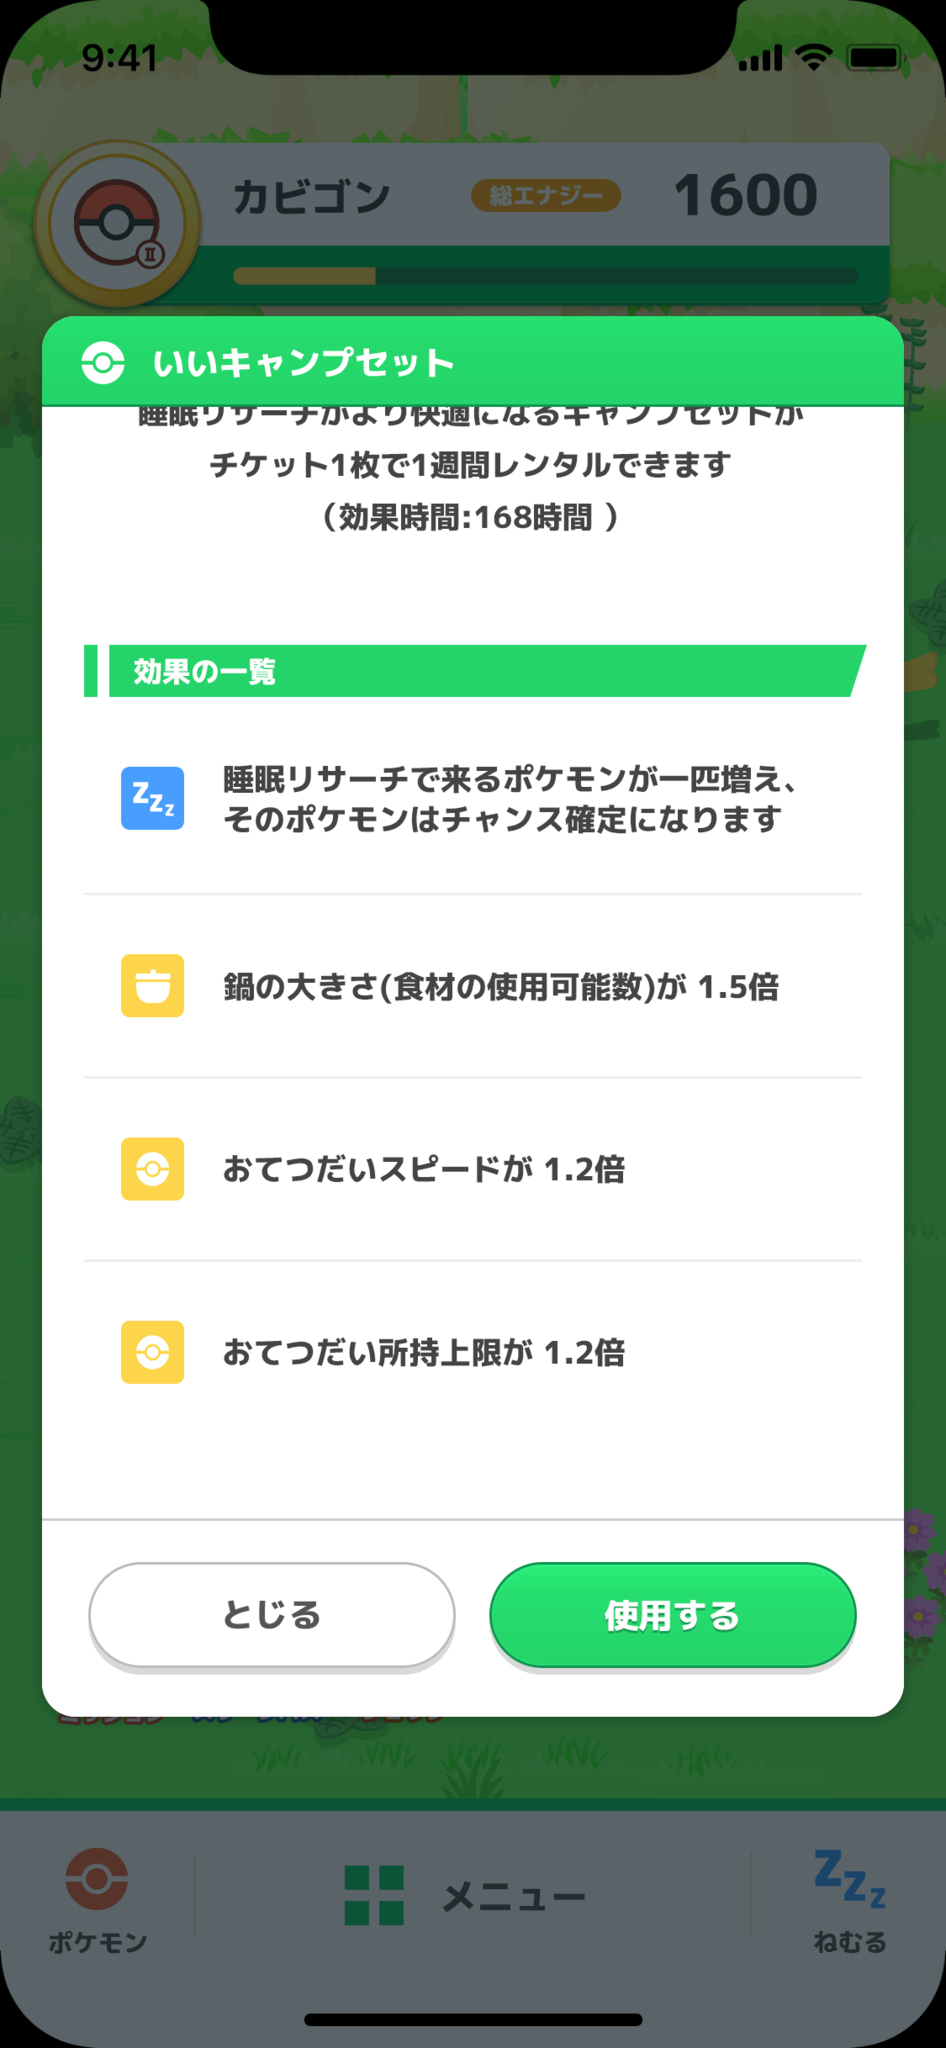 9:41
カビゴン
総エナジー
1600
II
いいキャンプセット
睡眠リサーチがより快適になるキャンプセットが
チケット1枚で1週間レンタルできます
(効果時間:168時間 )
効果の一覧
zzz
睡眠リサーチで来るポケモンが一匹増え、
そのポケモンはチャンス確定になります
鍋の大きさ(食材の使用可能数)が 1.5倍
おてつだいスピードが 1.2倍
おてつだい所持上限が 1.2倍
とじる
使用する
ポケモン
メニュー
zzz
ねむる